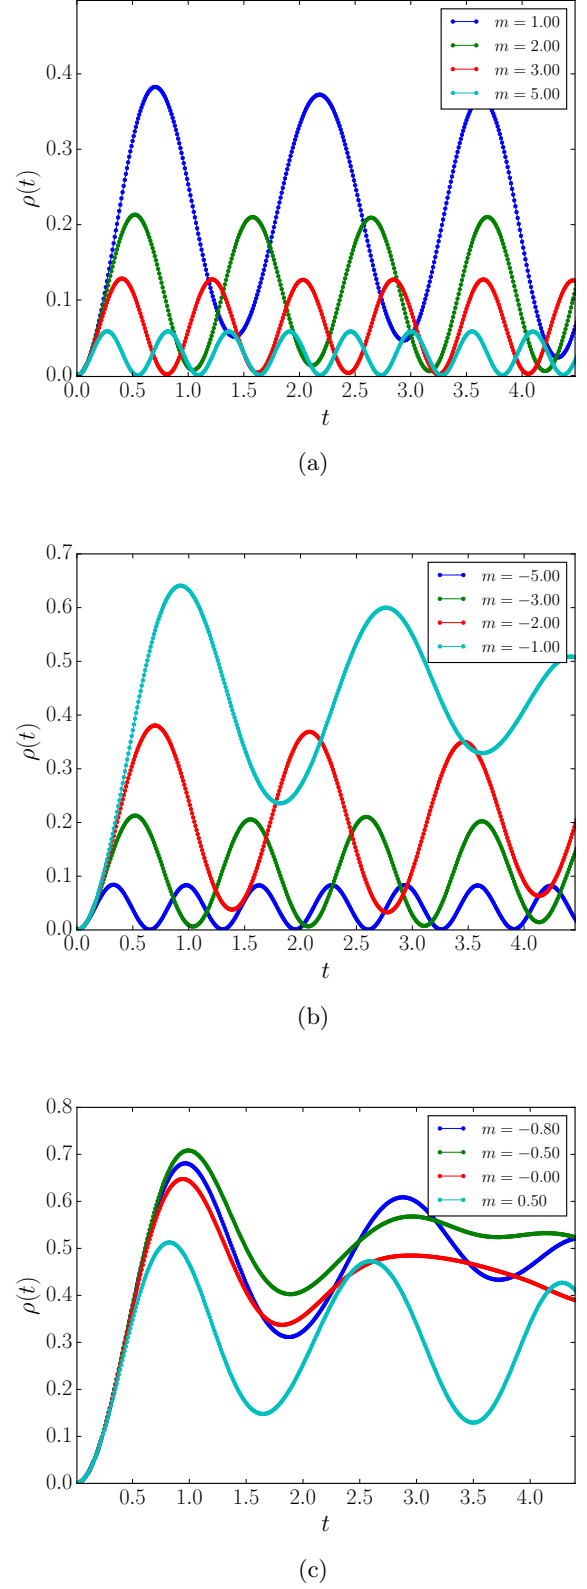 m = 1.00
m = 2.00
m = 3.00
m = 5.00
0.4
0.3
0.2
0.1
0.0
ρ(t)
0.0 0.5 1.0 1.5 2.0 2.5 3.0 3.5 4.0
t
(a)
0.7
0.6
0.5
0.4
0.3
0.2
0.1
0.0
ρ(t)
m = −5.00
m = −3.00
m = −2.00
m = −1.00
0.5 1.0 1.5 2.0 2.5 3.0 3.5 4.0
t
(b)
0.8
0.7
0.6
0.5
0.4
0.3
0.2
0.1
0.0
ρ(t)
m = −0.80
m = −0.50
m = −0.00
m = 0.50
0.5 1.0 1.5 2.0 2.5 3.0 3.5 4.0
t
(c)